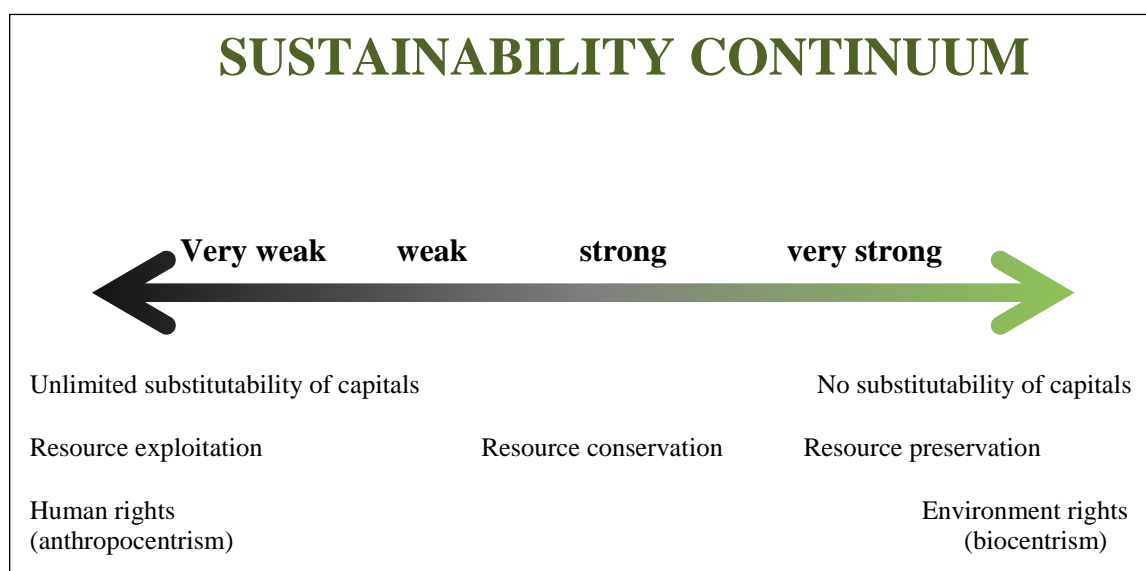 SUSTAINABILITY CONTINUUM
Very weak weak strong very strong
Unlimited substitutability of capitals No substitutability of capitals
Resource exploitation Resource conservation Resource preservation
Human rights Environment rights
(anthropocentrism) (biocentrism)